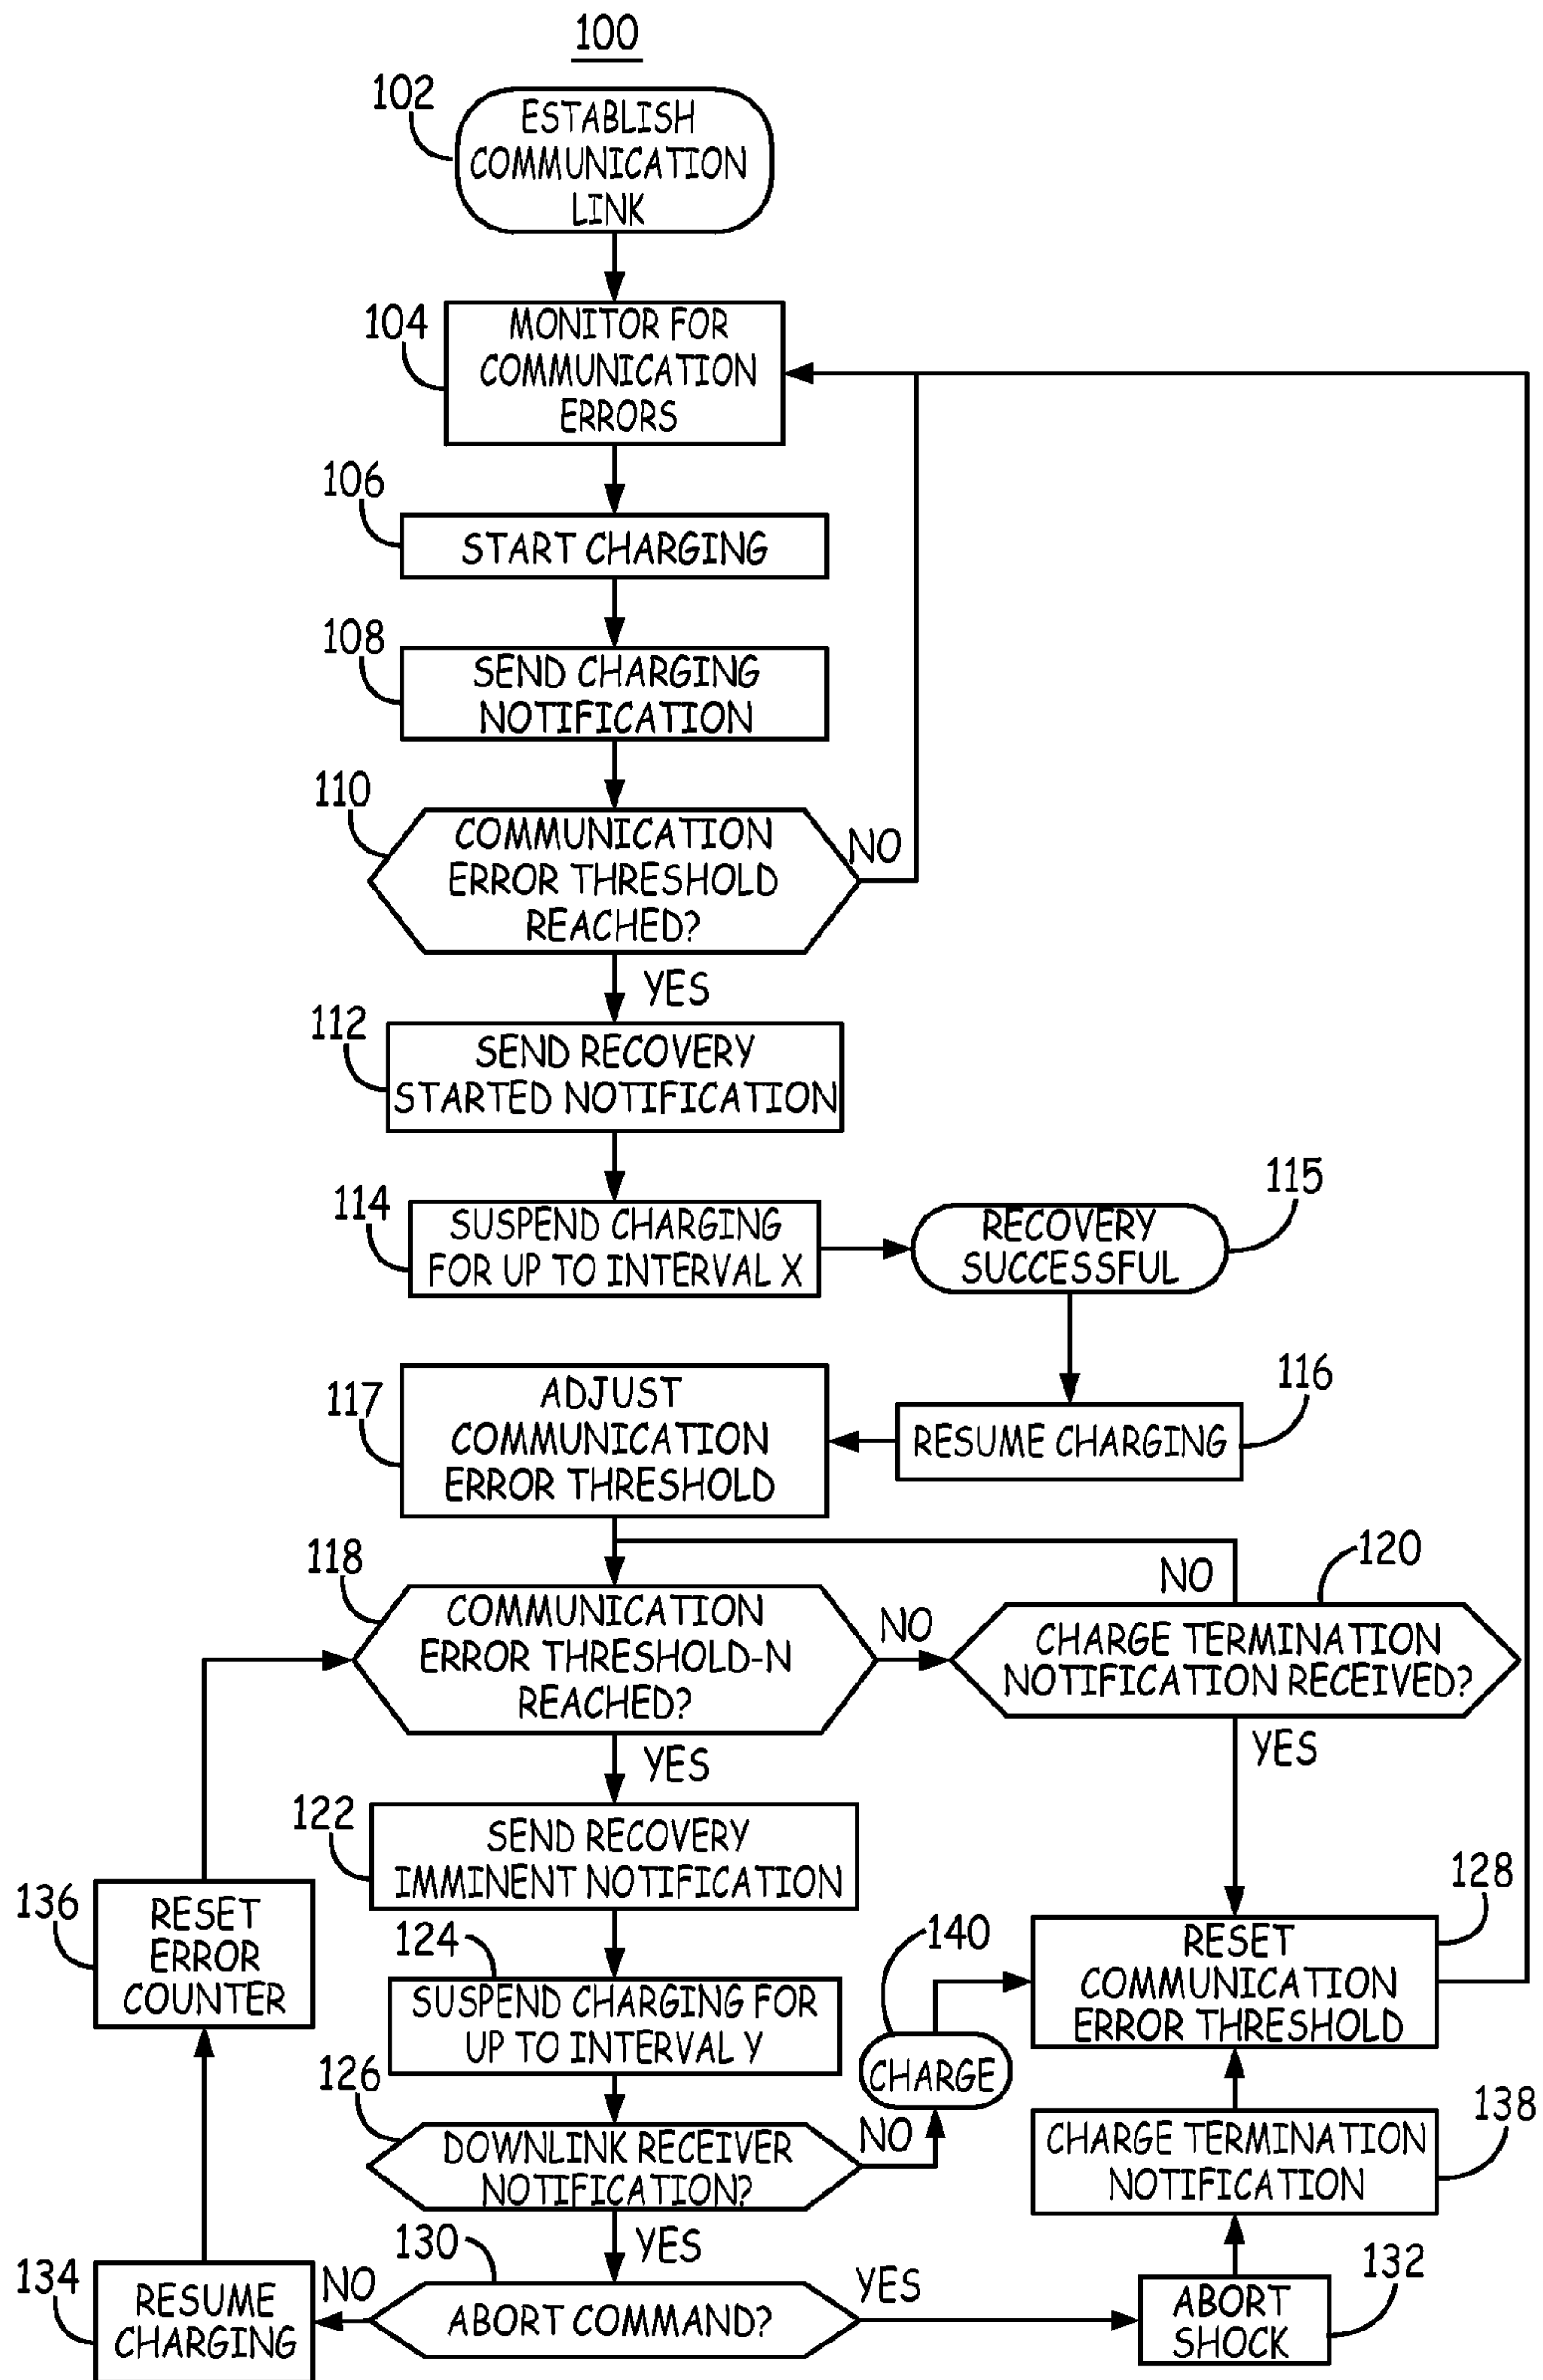 100
102
ESTABLISH
COMMUNICATION
LINK
104
MONITOR FOR
COMMUNICATION
ERRORS
106
START CHARGING
108
SEND CHARGING
NOTIFICATION
110
COMMUNICATION
ERROR THRESHOLD
REACHED?
NO
YES
112
SEND RECOVERY
STARTED NOTIFICATION
114
SUSPEND CHARGING
FOR UP TO INTERVAL X
115
RECOVERY
SUCCESSFUL
116
RESUME CHARGING
117
ADJUST
COMMUNICATION
ERROR THRESHOLD
118
COMMUNICATION
ERROR THRESHOLD-N
REACHED?
NO
NO
120
CHARGE TERMINATION
NOTIFICATION RECEIVED?
YES
YES
122
SEND RECOVERY
IMMINENT NOTIFICATION
136
RESET
ERROR
COUNTER
124
SUSPEND CHARGING FOR
UP TO INTERVAL Y
140
CHARGE
128
RESET
COMMUNICATION
ERROR THRESHOLD
126
DOWNLINK RECEIVER
NOTIFICATION?
NO
138
CHARGE TERMINATION
NOTIFICATION
YES
130
ABORT COMMAND?
NO
YES
134
RESUME
CHARGING
132
ABORT
SHOCK